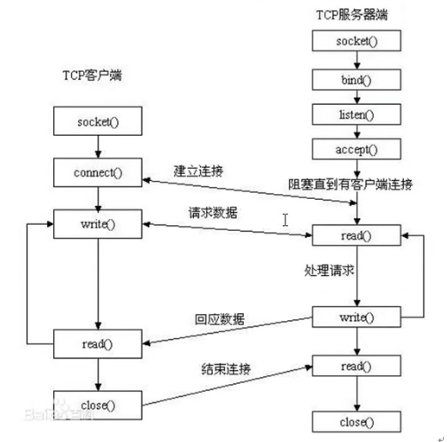 TCP服务器端
socket()
bind()
listen()
accept()
阻塞直到有客户端连接
read()
处理请求
write()
read()
close()
TCP客户端
socket()
connect()
write()
read()
close()
建立连接
请求数据
回应数据
结束连接